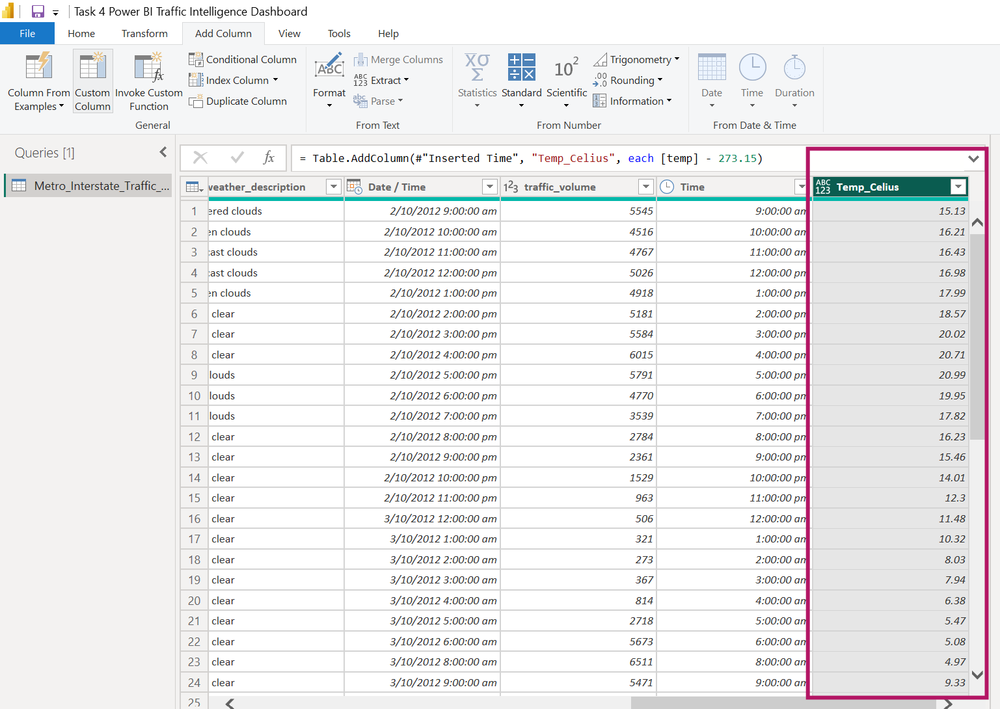 Task 4 Power BI Traffic Intelligence Dashboard
File Home Transform Add Column View Tools Help
Column From Examples
Custom Column
Invoke Custom Function
fx
Conditional Column
Index Column
Duplicate Column
General
ABC
Format
Merge Columns
ABC 123 Extract
abc Parse
From Text
XσΣ
Statistics
Standard
10²
Scientific
Trigonometry
.00 .0 Rounding
Information
From Number
Date
Time
Duration
From Date & Time
Queries [1]
fx
= Table.AddColumn(#"Inserted Time", "Temp_Celius", each [temp] - 273.15)
Metro_Interstate_Traffic_...
weather_description Date / Time 123 traffic_volume Time ABC 123 Temp_Celius
1 ered clouds 2/10/2012 9:00:00 am 5545 9:00:00 am 15.13
2 en clouds 2/10/2012 10:00:00 am 4516 10:00:00 am 16.21
3 cast clouds 2/10/2012 11:00:00 am 4767 11:00:00 am 16.43
4 cast clouds 2/10/2012 12:00:00 pm 5026 12:00:00 pm 16.98
5 en clouds 2/10/2012 1:00:00 pm 4918 1:00:00 pm 17.99
6 clear 2/10/2012 2:00:00 pm 5181 2:00:00 pm 18.57
7 clear 2/10/2012 3:00:00 pm 5584 3:00:00 pm 20.02
8 clear 2/10/2012 4:00:00 pm 6015 4:00:00 pm 20.71
9 louds 2/10/2012 5:00:00 pm 5791 5:00:00 pm 20.99
10 louds 2/10/2012 6:00:00 pm 4770 6:00:00 pm 19.95
11 louds 2/10/2012 7:00:00 pm 3539 7:00:00 pm 17.82
12 clear 2/10/2012 8:00:00 pm 2784 8:00:00 pm 16.23
13 clear 2/10/2012 9:00:00 pm 2361 9:00:00 pm 15.46
14 clear 2/10/2012 10:00:00 pm 1529 10:00:00 pm 14.01
15 clear 2/10/2012 11:00:00 pm 963 11:00:00 pm 12.3
16 clear 3/10/2012 12:00:00 am 506 12:00:00 am 11.48
17 clear 3/10/2012 1:00:00 am 321 1:00:00 am 10.32
18 clear 3/10/2012 2:00:00 am 273 2:00:00 am 8.03
19 clear 3/10/2012 3:00:00 am 367 3:00:00 am 7.94
20 clear 3/10/2012 4:00:00 am 814 4:00:00 am 6.38
21 clear 3/10/2012 5:00:00 am 2718 5:00:00 am 5.47
22 clear 3/10/2012 6:00:00 am 5673 6:00:00 am 5.08
23 clear 3/10/2012 8:00:00 am 6511 8:00:00 am 4.97
24 clear 3/10/2012 9:00:00 am 5471 9:00:00 am 9.33
25